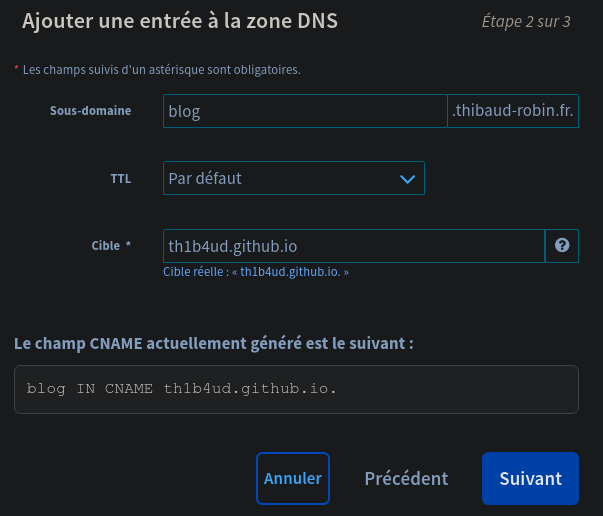 Ajouter une entrée à la zone DNS
Étape 2 sur 3
* Les champs suivis d'un astérisque sont obligatoires.
Sous-domaine blog .thibaud-robin.fr.
TTL Par défaut
Cible * th1b4ud.github.io ?
Cible réelle : « th1b4ud.github.io. »
Le champ CNAME actuellement généré est le suivant :
blog IN CNAME th1b4ud.github.io.
Annuler Précédent Suivant